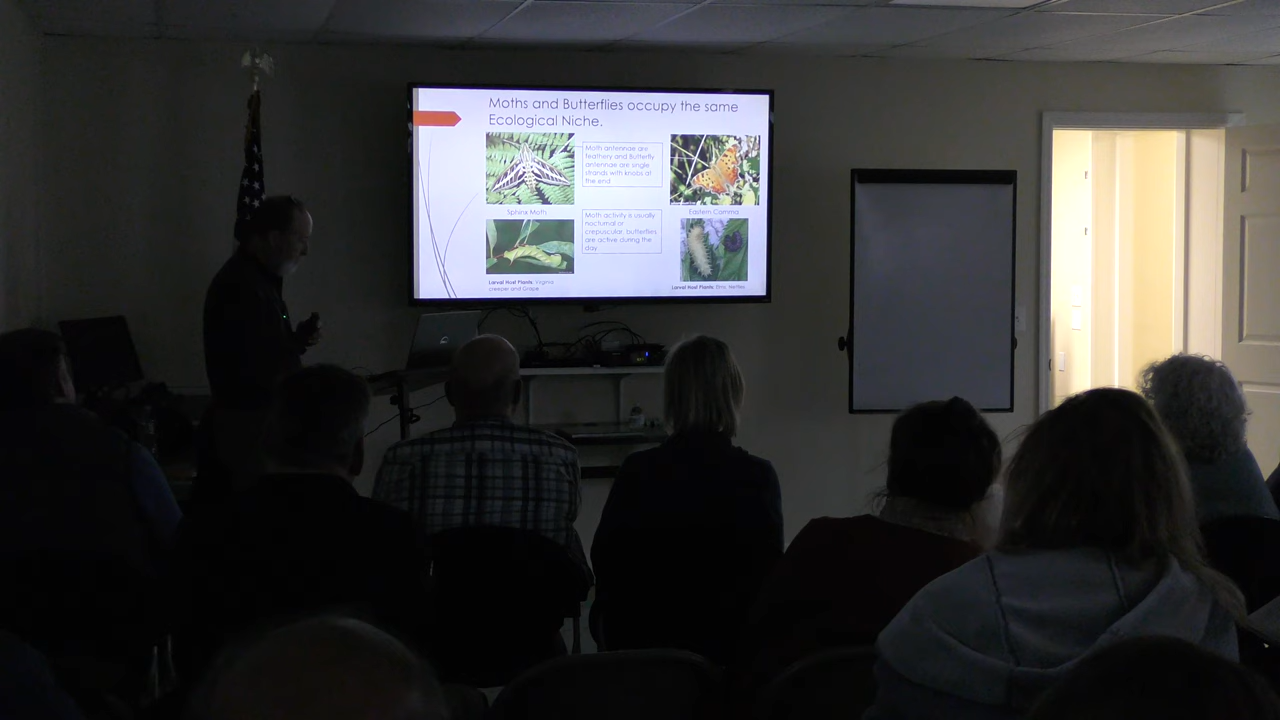 Moths and Butterflies occupy the same
Ecological Niche.
Moth antennae are
feathery and Butterfly
antennae are single
strands with knobs at
the end
Sphinx Moth
Eastern Comma
Moth activity is usually
nocturnal or
crepuscular, butterflies
are active during the
day
Larval Host Plants: Virginia
creeper and Grape
Larval Host Plants: Elms, Nettles